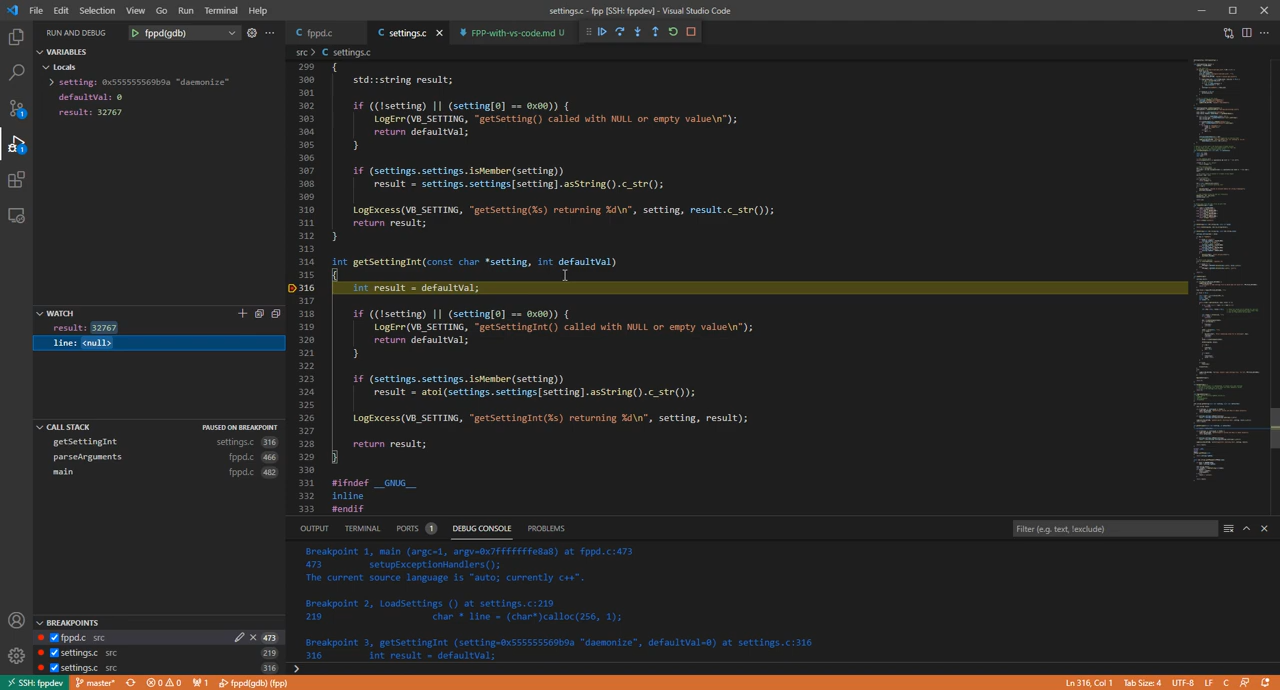 File Edit Selection View Go Run Terminal Help
settings.c - fpp [SSH: fppdev] - Visual Studio Code
RUN AND DEBUG fppd(gdb)
fppd.c settings.c FPP-with-vs-code.md U
src > settings.c
VARIABLES
Locals
setting: 0x555555569b9a "daemonize"
defaultVal: 0
result: 32767
299 {
300 std::string result;
301
302 if ((!setting) || (setting[0] == 0x00)) {
303 LogErr(VB_SETTING, "getSetting() called with NULL or empty value\n");
304 return defaultVal;
305 }
306
307 if (settings.settings.isMember(setting))
308 result = settings.settings[setting].asString().c_str();
309
310 LogExcess(VB_SETTING, "getSetting(%s) returning %d\n", setting, result.c_str());
311 return result;
312 }
313
314 int getSettingInt(const char *setting, int defaultVal)
315 {
316 int result = defaultVal;
317
318 if ((!setting) || (setting[0] == 0x00)) {
319 LogErr(VB_SETTING, "getSettingInt() called with NULL or empty value\n");
320 return defaultVal;
321 }
322
323 if (settings.settings.isMember(setting))
324 result = atoi(settings.settings[setting].asString().c_str());
325
326 LogExcess(VB_SETTING, "getSettingInt(%s) returning %d\n", setting, result);
327
328 return result;
329 }
330
331 #ifndef __GNUG__
332 inline
333 #endif
WATCH
result: 32767
line: <null>
CALL STACK PAUSED ON BREAKPOINT
getSettingInt settings.c 316
parseArguments fppd.c 466
main fppd.c 482
BREAKPOINTS
fppd.c src 473
settings.c src 219
settings.c src 316
OUTPUT TERMINAL PORTS 1 DEBUG CONSOLE PROBLEMS
Filter (e.g. text, !exclude)
Breakpoint 1, main (argc=1, argv=0x7fffffffe8a8) at fppd.c:473
473 setupExceptionHandlers();
The current source language is "auto; currently c++".
Breakpoint 2, LoadSettings () at settings.c:219
219 char * line = (char*)calloc(256, 1);
Breakpoint 3, getSettingInt (setting=0x555555569b9a "daemonize", defaultVal=0) at settings.c:316
316 int result = defaultVal;
SSH: fppdev master* 0 0 1 fppd(gdb) (fpp)
Ln 316, Col 1 Tab Size: 4 UTF-8 LF C